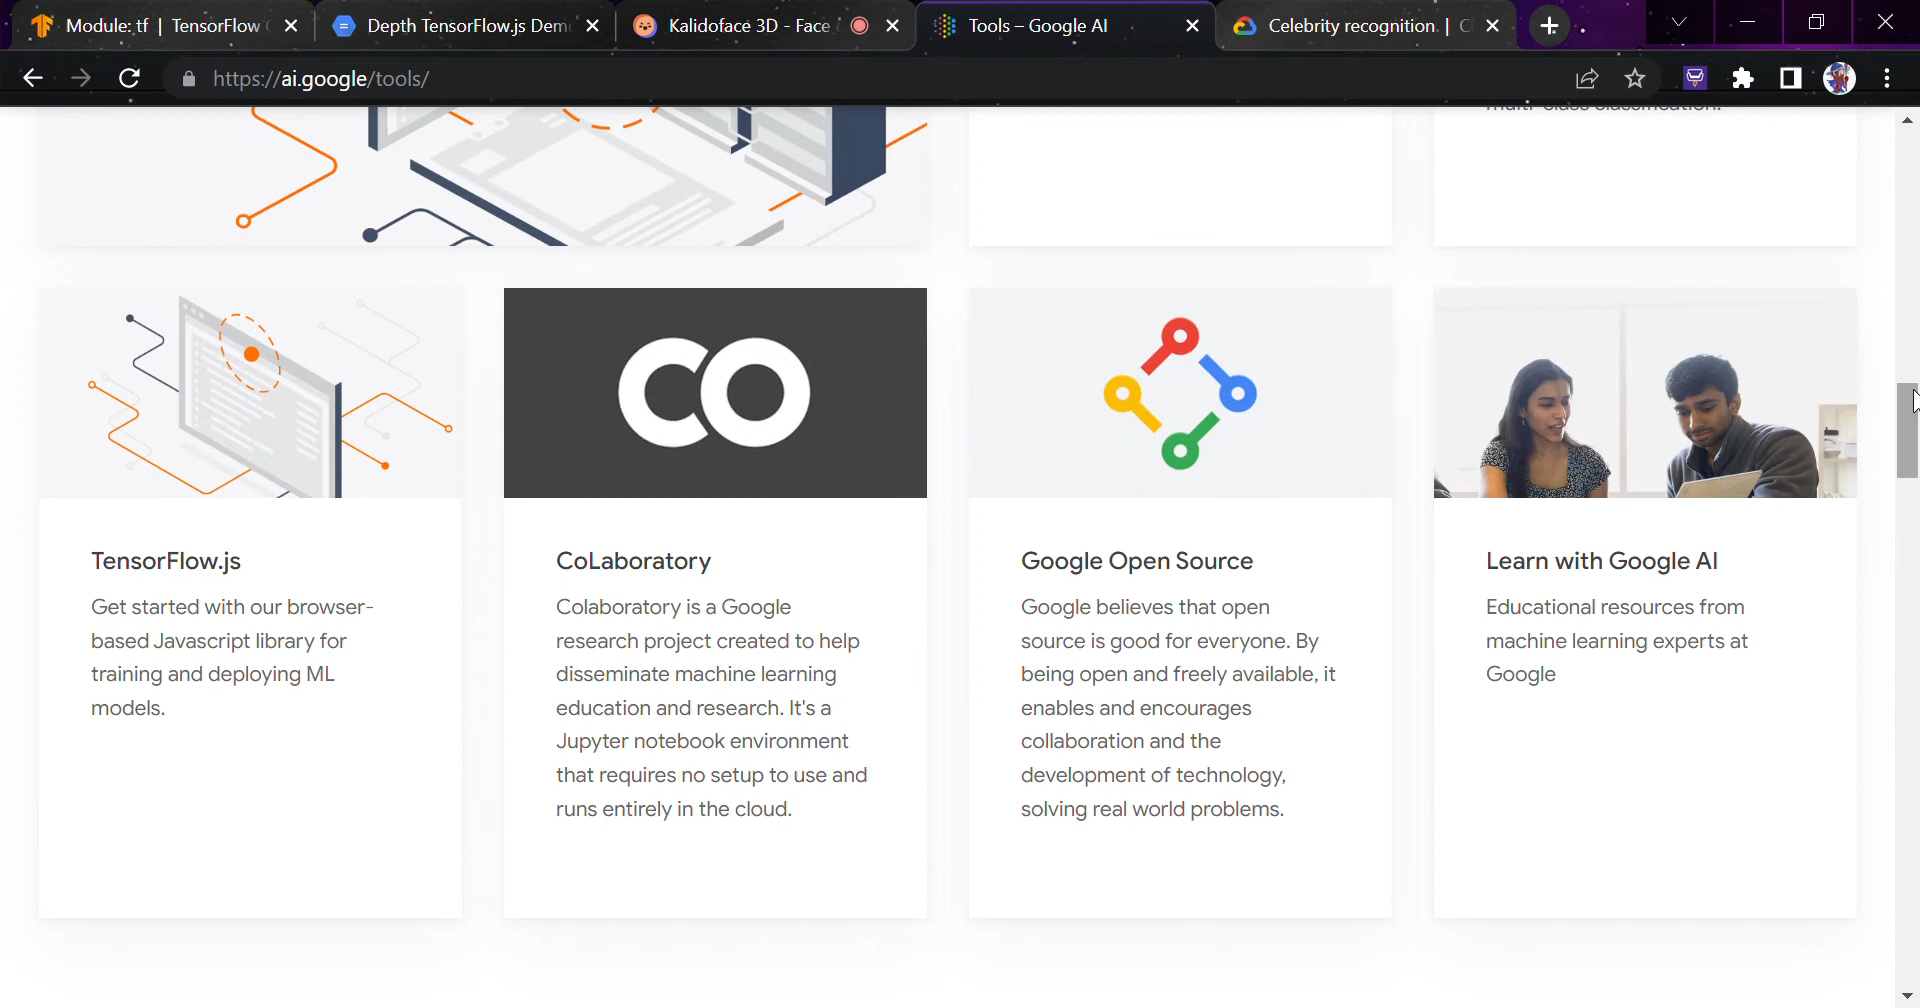 Module: tf | TensorFlow
Depth TensorFlow.js Dem
Kalidoface 3D - Face
Tools – Google AI
Celebrity recognition. | C
https://ai.google/tools/
multi-class classification.
CO
TensorFlow.js
Get started with our browser-
based Javascript library for
training and deploying ML
models.
CoLaboratory
Colaboratory is a Google
research project created to help
disseminate machine learning
education and research. It's a
Jupyter notebook environment
that requires no setup to use and
runs entirely in the cloud.
Google Open Source
Google believes that open
source is good for everyone. By
being open and freely available, it
enables and encourages
collaboration and the
development of technology,
solving real world problems.
Learn with Google AI
Educational resources from
machine learning experts at
Google